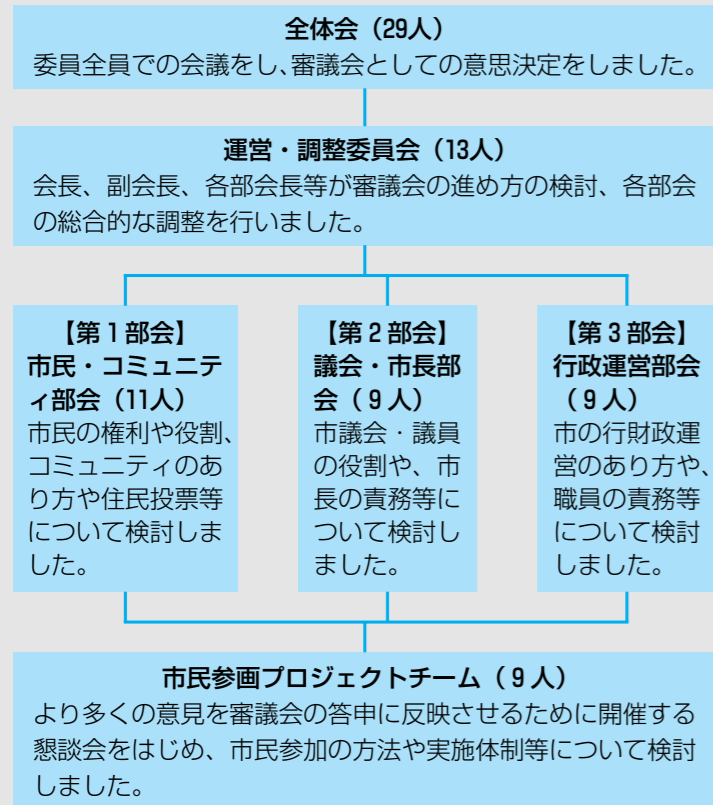 全体会（29人）
委員全員での会議をし、審議会としての意思決定をしました。
運営・調整委員会（13人）
会長、副会長、各部会長等が審議会の進め方の検討、各部会
の総合的な調整を行いました。
【第１部会】
市民・コミュニテ
ィ部会（11人）
市民の権利や役割、
コミュニティのあ
り方や住民投票等
について検討しま
した。
【第２部会】
議会・市長部
会（９人）
市議会・議員
の役割や、市
長の責務等に
ついて検討し
ました。
【第３部会】
行政運営部会
（９人）
市の行財政運
営のあり方や、
職員の責務等
について検討
しました。
市民参画プロジェクトチーム（９人）
より多くの意見を審議会の答申に反映させるために開催する
懇談会をはじめ、市民参加の方法や実施体制等について検討
しました。